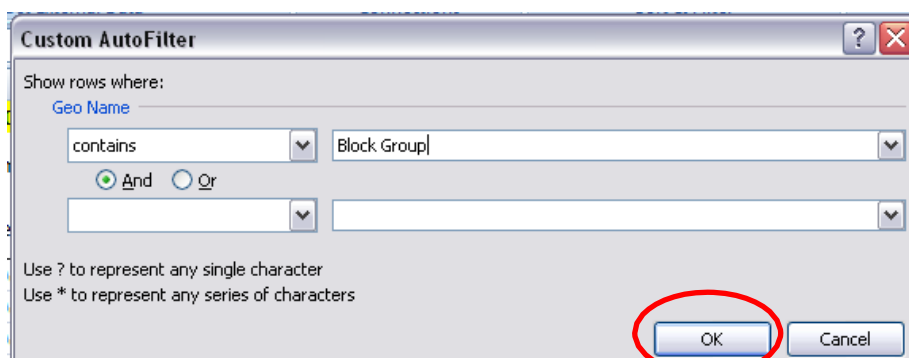 Custom AutoFilter ?
Show rows where:
Geo Name
contains Block Group
And Or
Use ? to represent any single character
Use * to represent any series of characters
OK Cancel